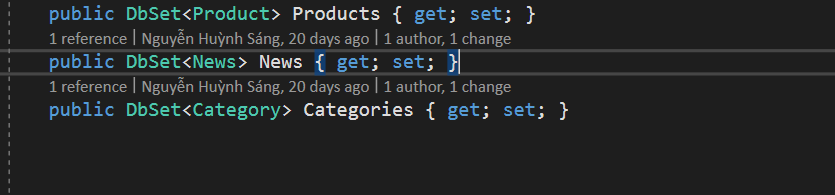 public DbSet<Product> Products { get; set; }
1 reference | Nguyễn Huỳnh Sáng, 20 days ago | 1 author, 1 change
public DbSet<News> News { get; set; }
1 reference | Nguyễn Huỳnh Sáng, 20 days ago | 1 author, 1 change
public DbSet<Category> Categories { get; set; }